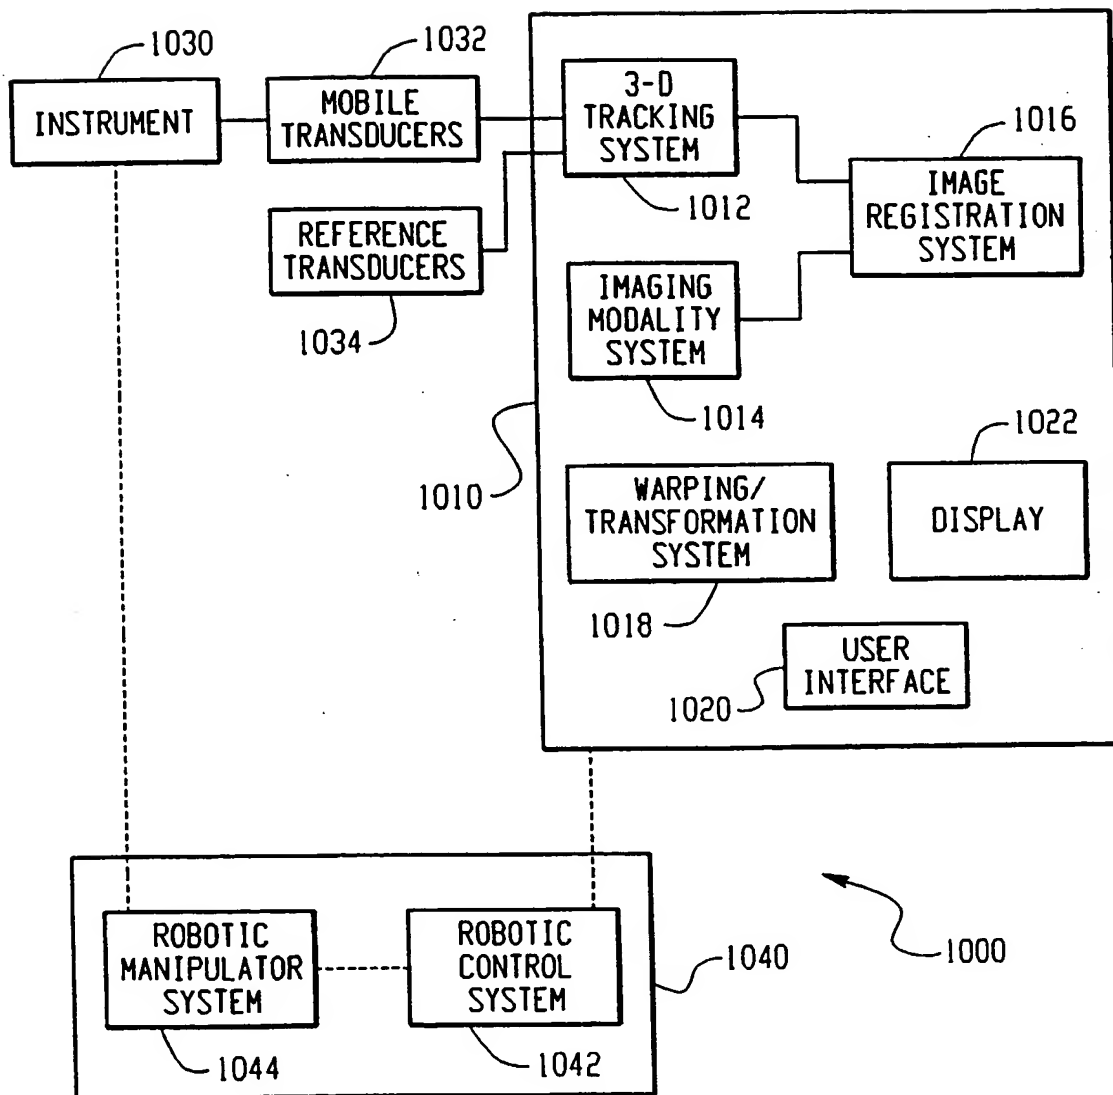 1030
INSTRUMENT
1032
MOBILE
TRANSDUCERS
REFERENCE
TRANSDUCERS
1034
3-D
TRACKING
SYSTEM
1012
1016
IMAGE
REGISTRATION
SYSTEM
IMAGING
MODALITY
SYSTEM
1014
1010
1022
WARPING/
TRANSFORMATION
SYSTEM
1018
DISPLAY
USER
INTERFACE
1020
ROBOTIC
MANIPULATOR
SYSTEM
1044
ROBOTIC
CONTROL
SYSTEM
1042
1040
1000